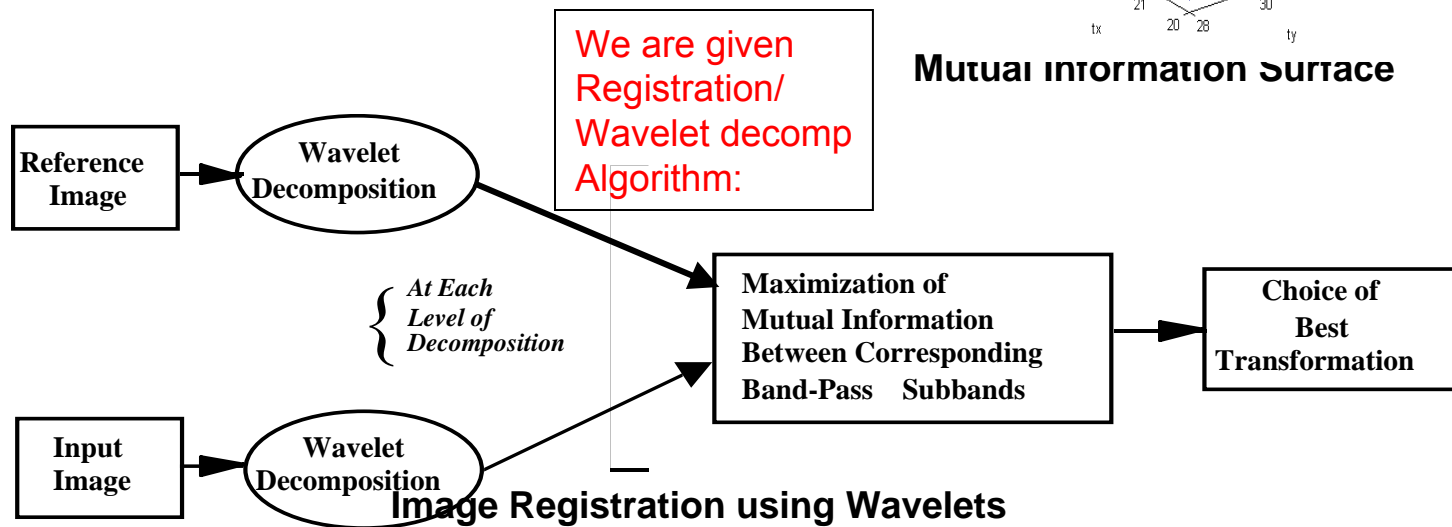 21
30
tx
20
28
ty
Mutual Information Surface
We are given
Registration/
Wavelet decomp
Algorithm:
Reference
Image
Wavelet
Decomposition
At Each
Level of
Decomposition
Maximization of
Mutual Information
Between Corresponding
Band-Pass Subbands
Choice of
Best
Transformation
Input
Image
Wavelet
Decomposition
Image Registration using Wavelets